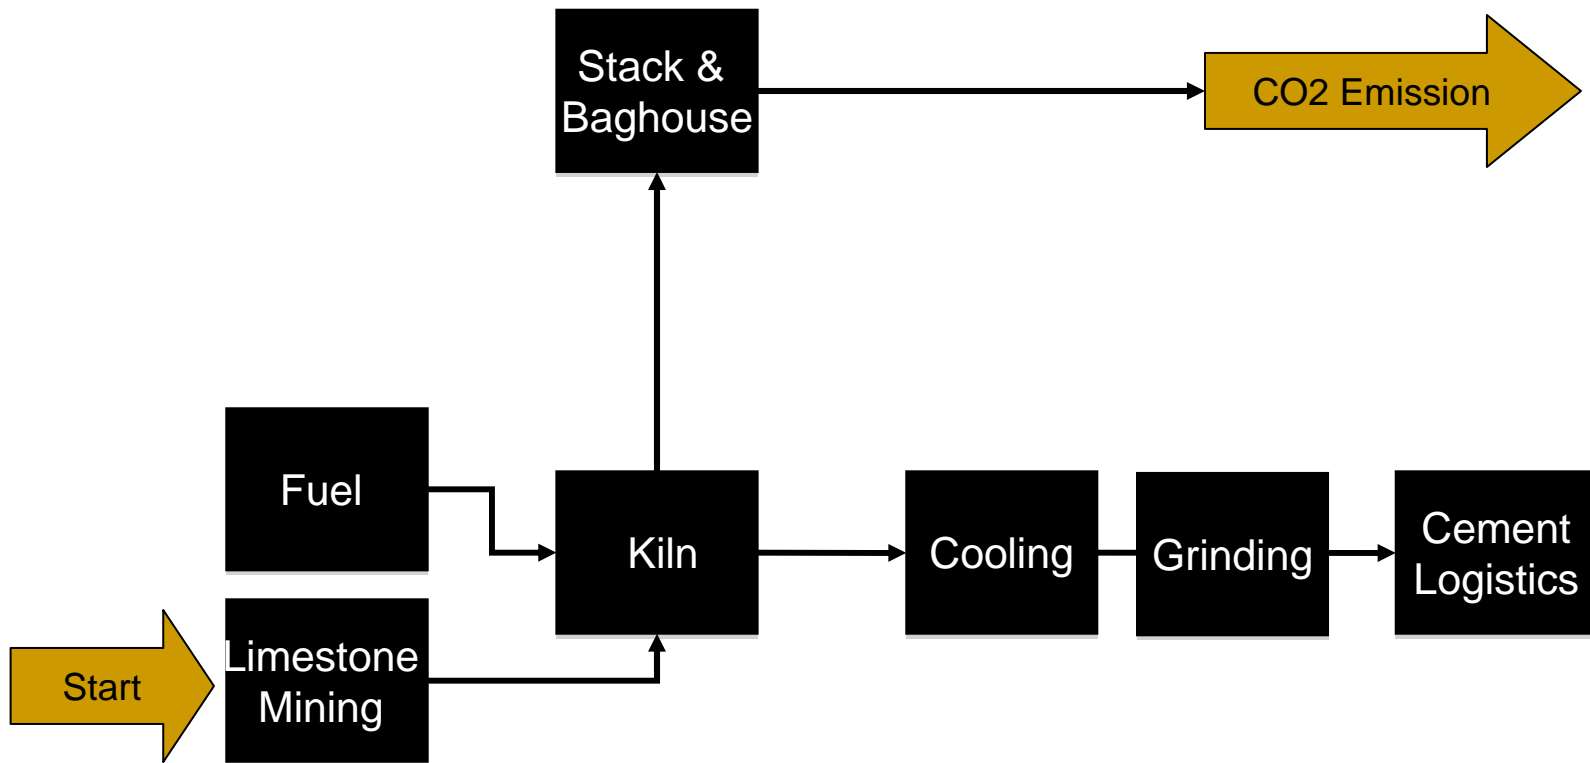 Stack &
Baghouse
CO2 Emission
Fuel
Kiln
Cooling
Grinding
Cement
Logistics
Start
Limestone
Mining